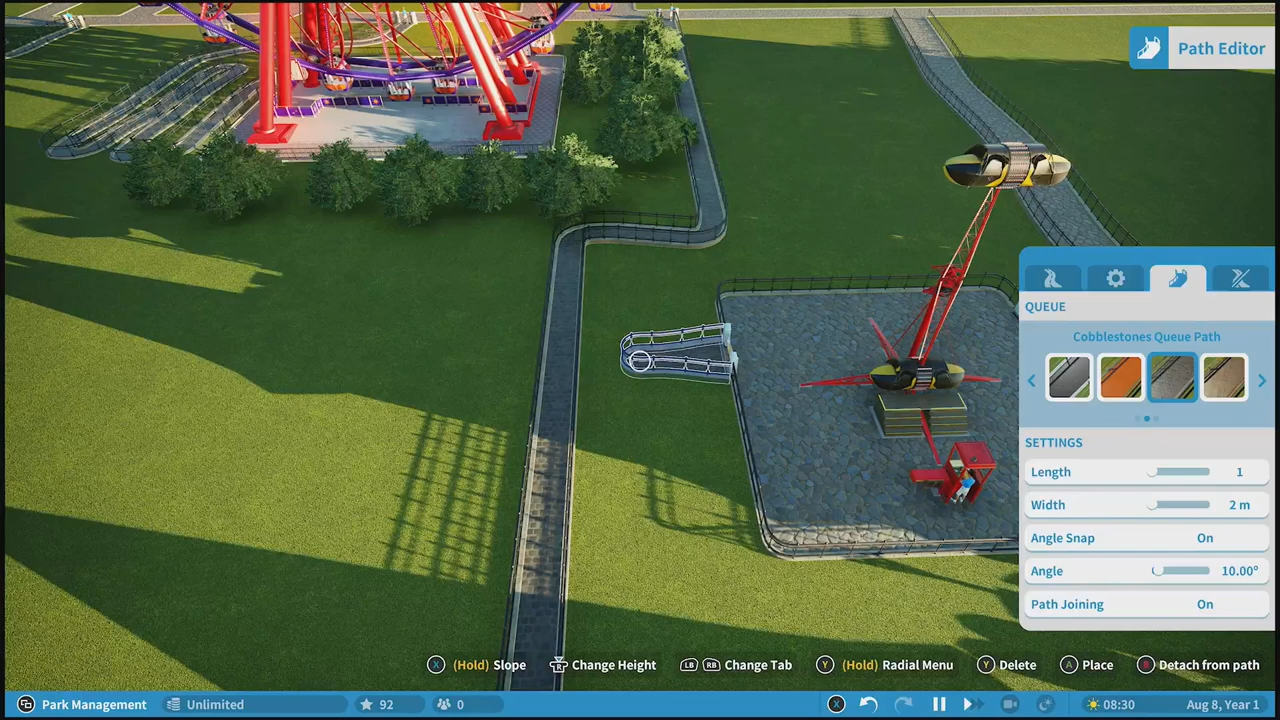 Path Editor
QUEUE
Cobblestones Queue Path
SETTINGS
Length 1
Width 2 m
Angle Snap On
Angle 10.00°
Path Joining On
X (Hold) Slope R Change Height LB RB Change Tab Y (Hold) Radial Menu Y Delete A Place B Detach from path
Park Management Unlimited 92 0 X 08:30 Aug 8, Year 1